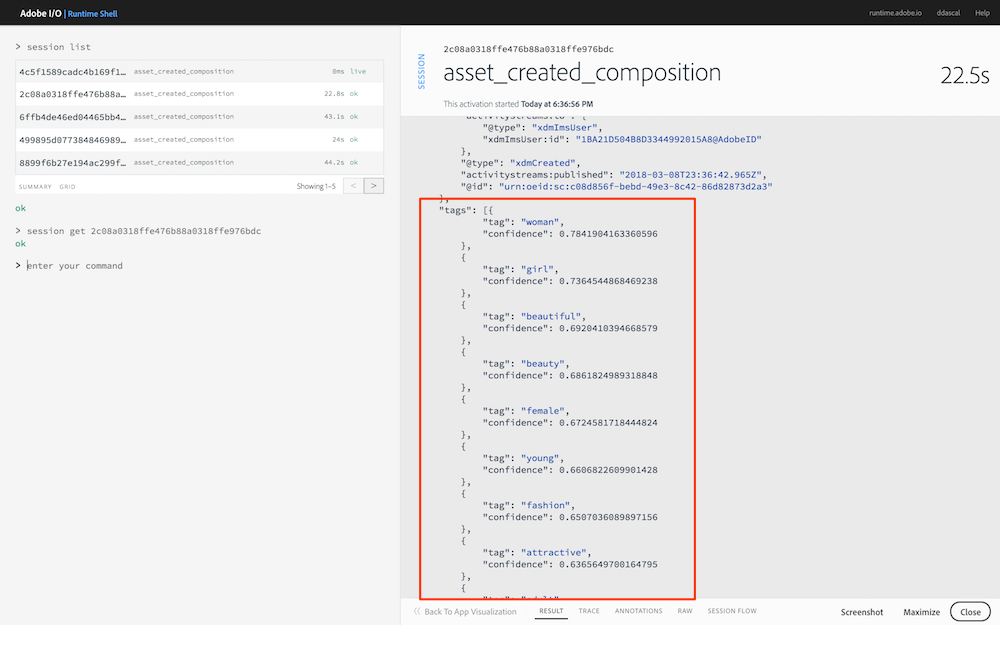 Adobe I/O | Runtime Shell
runtime.adobe.io ddascal Help
> session list
4c5f1589cadc4b169f1… asset_created_composition 0ms live
2c08a0318ffe476b88a… asset_created_composition 22.8s ok
6ffb4de46ed04465bb4… asset_created_composition 43.1s ok
499895d077384846989… asset_created_composition 24s ok
8899f6b27e194ac299f… asset_created_composition 44.2s ok
SUMMARY GRID Showing 1–5 < >
ok
> session get 2c08a0318ffe476b88a0318ffe976bdc
ok
> enter your command
SESSION
2c08a0318ffe476b88a0318ffe976bdc
asset_created_composition
22.5s
This activation started Today at 6:36:56 PM
"@type": "xdmImsUser",
"xdmImsUser:id": "1BA21D504B8D3344992015A8@AdobeID"
},
"@type": "xdmCreated",
"activitystreams:published": "2018-03-08T23:36:42.965Z",
"@id": "urn:oeid:sc:c08d856f-bebd-49e3-8c42-86d82873d2a3"
},
"tags": [{
"tag": "woman",
"confidence": 0.7841904163360596
},
{
"tag": "girl",
"confidence": 0.7364544868469238
},
{
"tag": "beautiful",
"confidence": 0.6920410394668579
},
{
"tag": "beauty",
"confidence": 0.6861824989318848
},
{
"tag": "female",
"confidence": 0.6724581718444824
},
{
"tag": "young",
"confidence": 0.6606822609901428
},
{
"tag": "fashion",
"confidence": 0.6507036089897156
},
{
"tag": "attractive",
"confidence": 0.6365649700164795
},
{
<< Back To App Visualization RESULT TRACE ANNOTATIONS RAW SESSION FLOW Screenshot Maximize Close